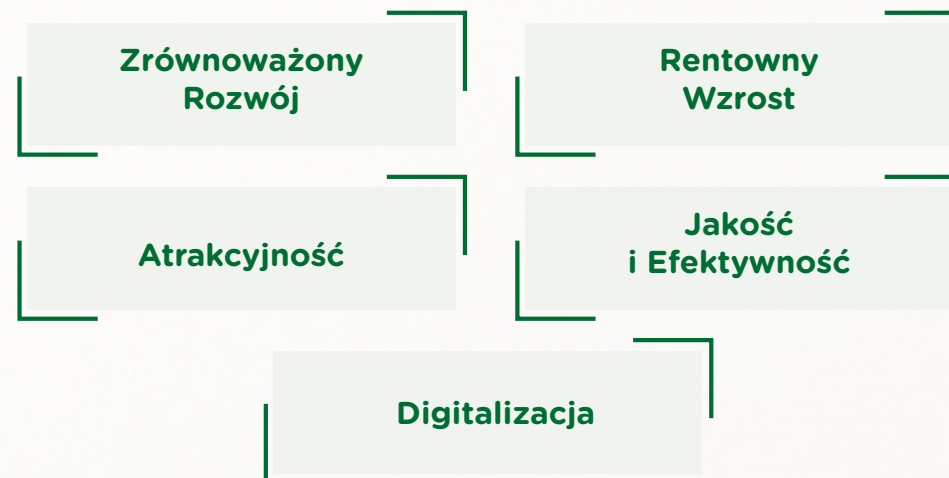 Zrównoważony
Rozwój
Rentowny
Wzrost
Atrakcyjność
Jakość
i Efektywność
Digitalizacja